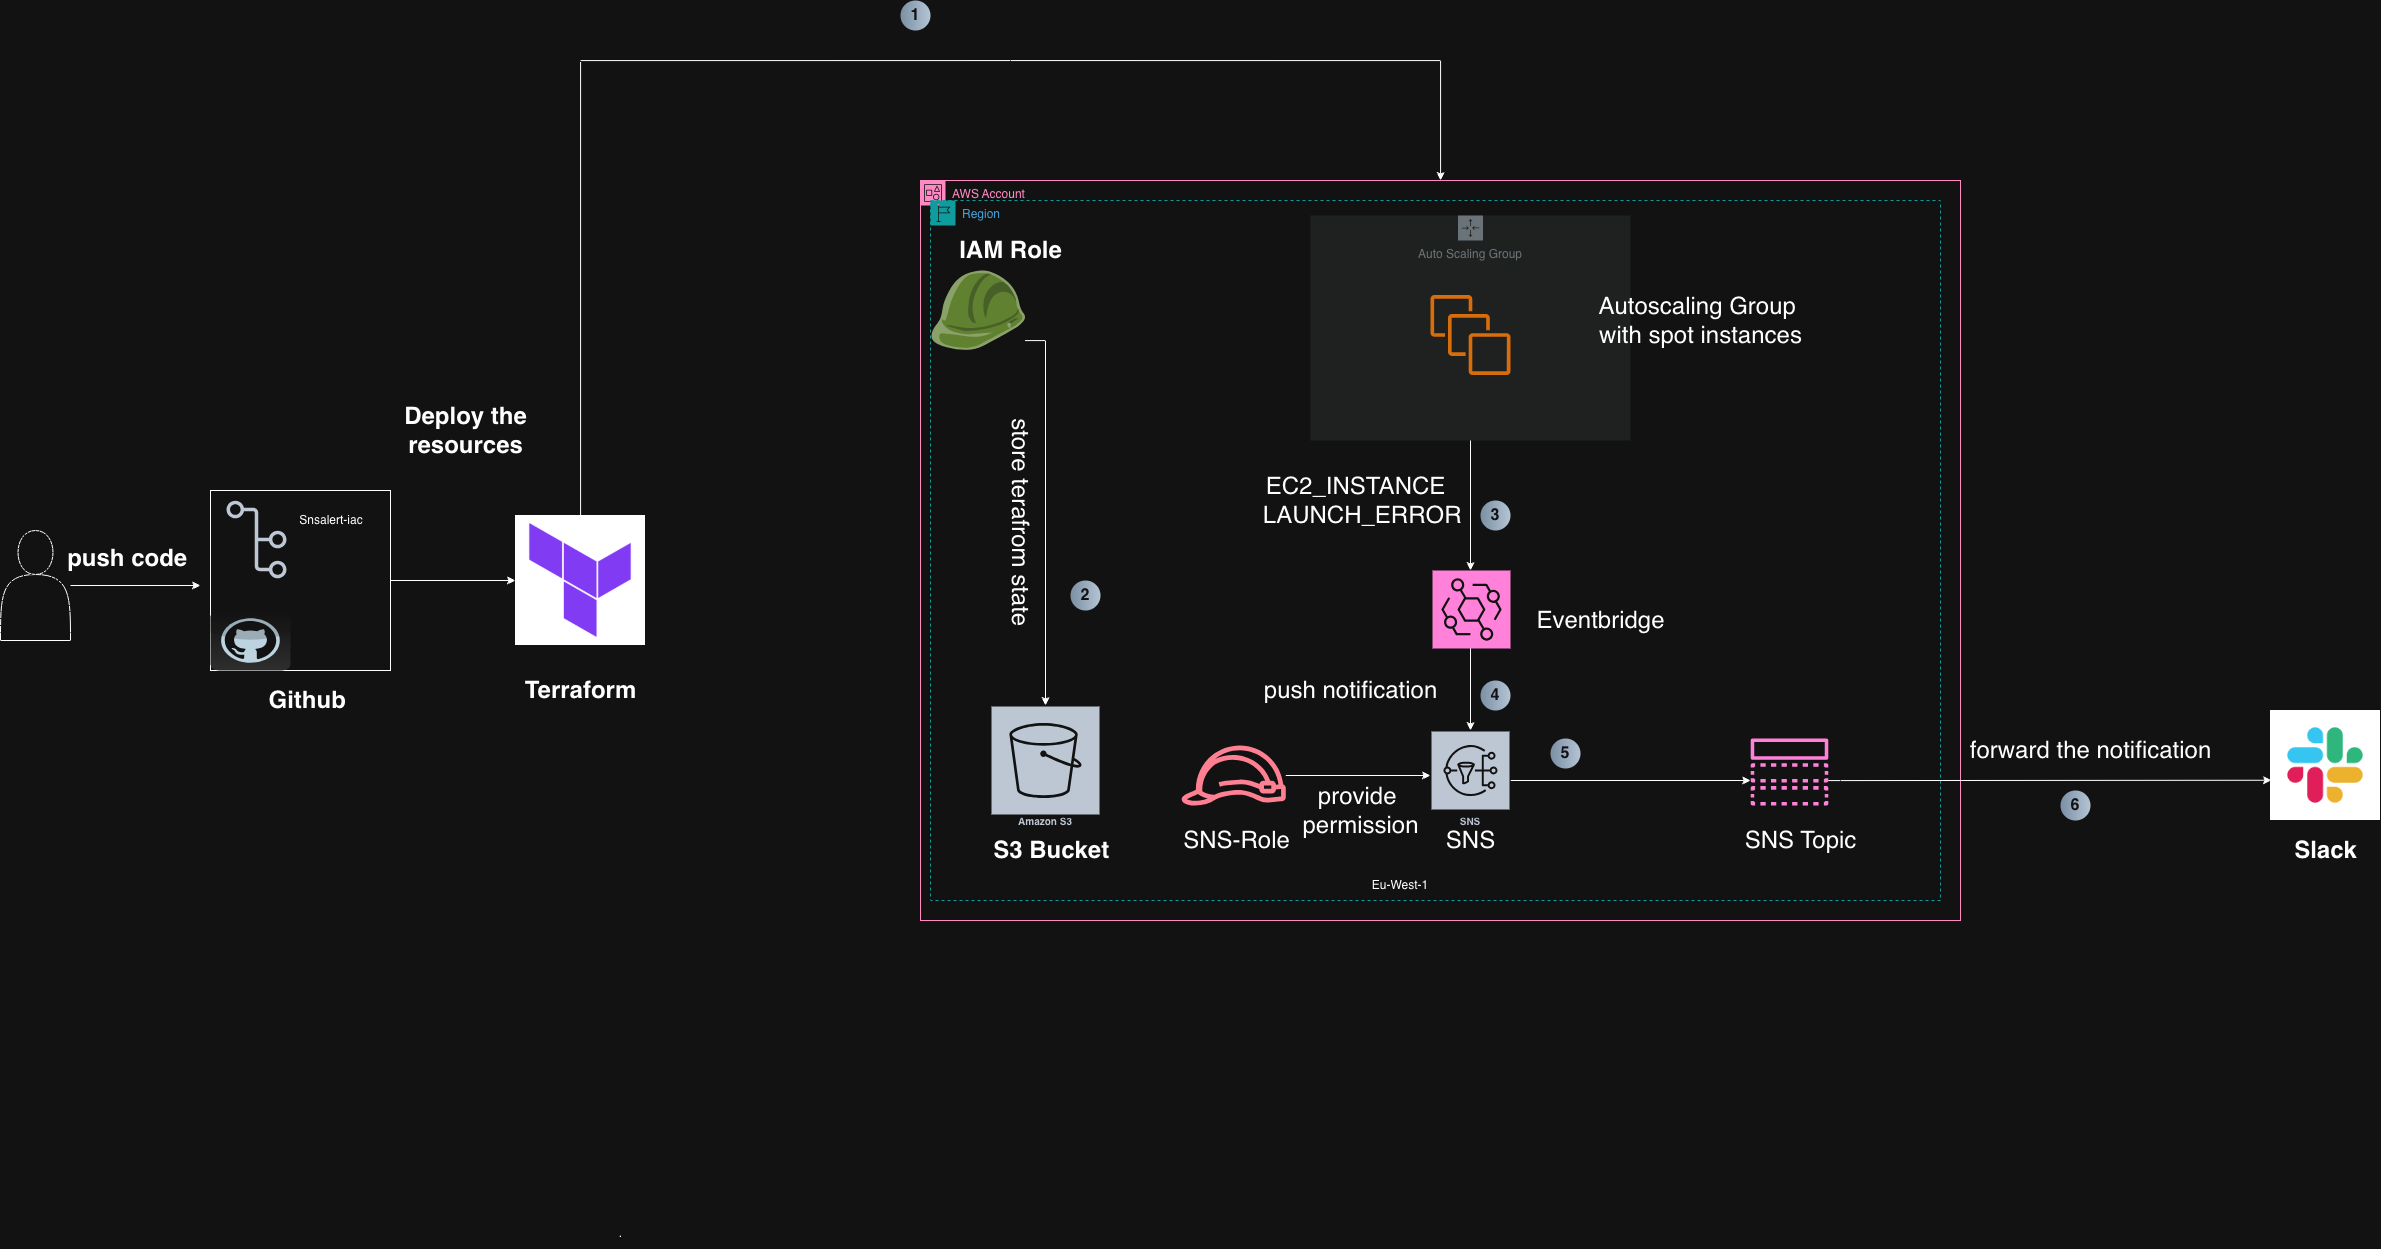 1
AWS Account
Region
IAM Role
Auto Scaling Group
Autoscaling Group
with spot instances
Deploy the
resources
store terafrom state
EC2_INSTANCE
LAUNCH_ERROR
3
Snsalert-iac
push code
2
Eventbridge
Github
Terraform
push notification
4
5
forward the notification
6
provide
permission
Amazon S3
SNS
S3 Bucket
SNS-Role
SNS
SNS Topic
Slack
Eu-West-1